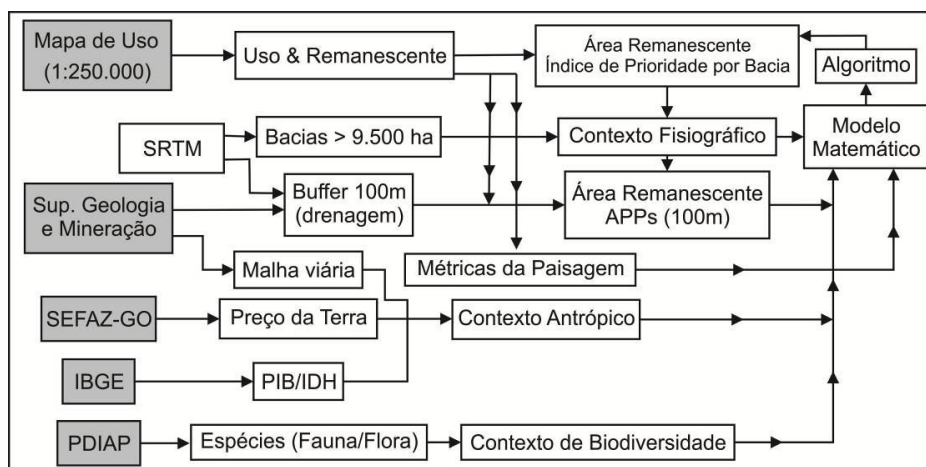 Mapa de Uso
(1:250.000)
Uso & Remanescente
Área Remanescente
Índice de Prioridade por Bacia
Algoritmo
SRTM
Bacias > 9.500 ha
Contexto Fisiográfico
Modelo
Matemático
Sup. Geologia
e Mineração
Buffer 100m
(drenagem)
Área Remanescente
APPs (100m)
Malha viária
Métricas da Paisagem
SEFAZ-GO
Preço da Terra
Contexto Antrópico
IBGE
PIB/IDH
PDIAP
Espécies (Fauna/Flora)
Contexto de Biodiversidade